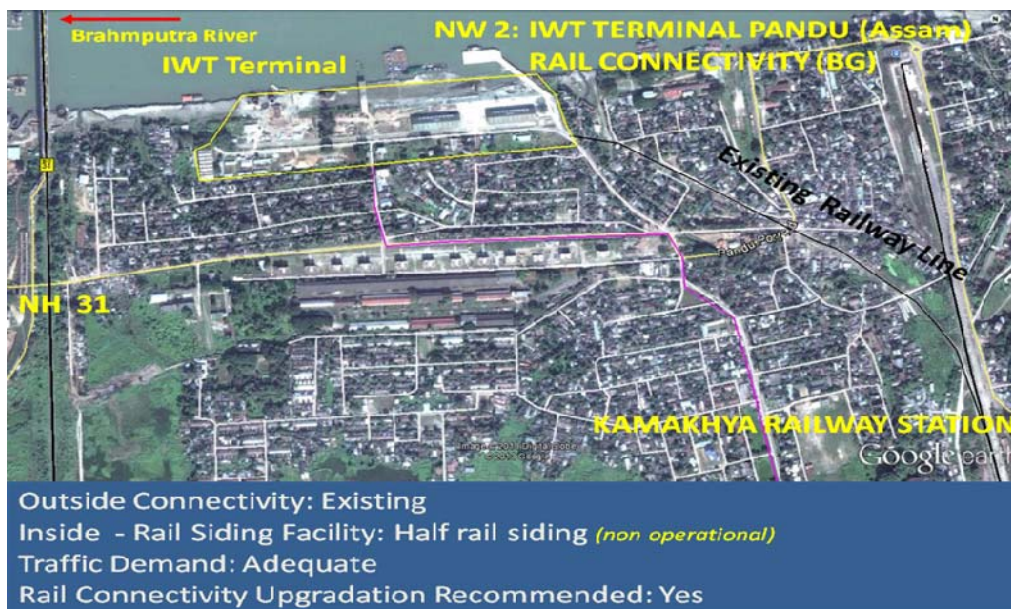 Brahmputra River
NW 2: IWT TERMINAL PANDU (Assam)
IWT Terminal
RAIL CONNECTIVITY (BG)
31
Existing Railway Line
NH 31
KAMAKHYA RAILWAY STATION
Google earth
Outside Connectivity: Existing
Inside - Rail Siding Facility: Half rail siding (non operational)
Traffic Demand: Adequate
Rail Connectivity Upgradation Recommended: Yes